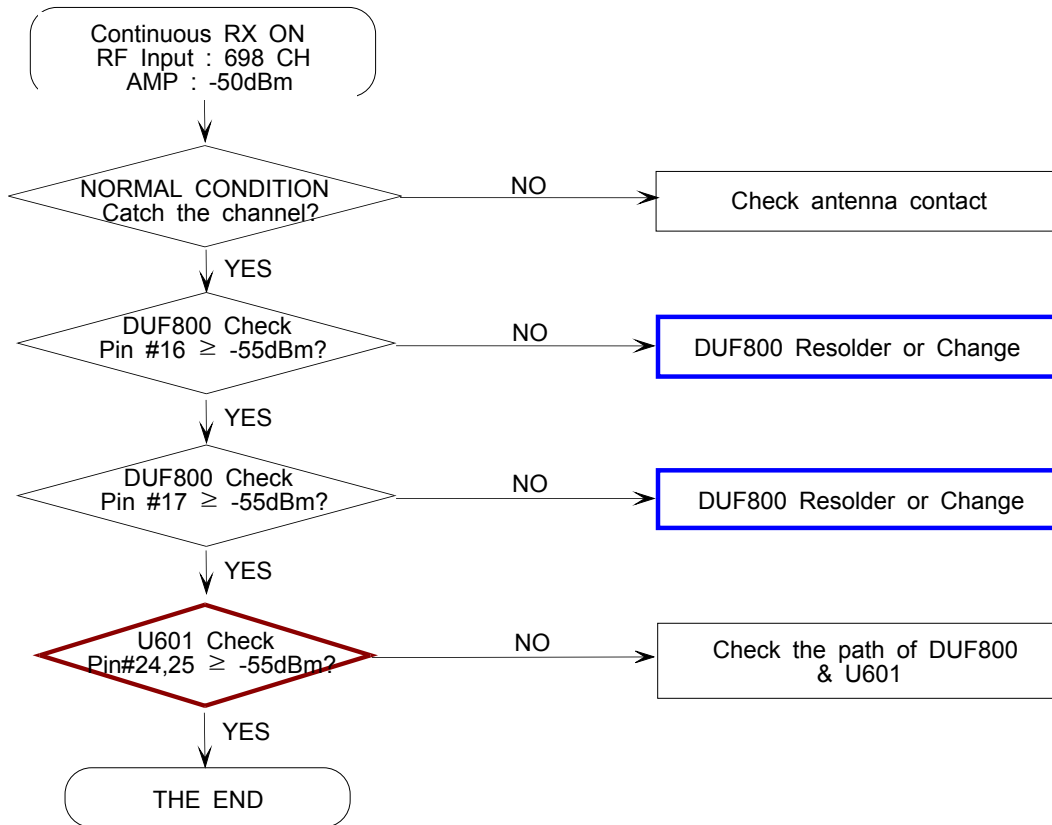 Continuous RX ON
RF Input : 698 CH
AMP : -50dBm
NORMAL CONDITION
Catch the channel?
NO
Check antenna contact
YES
DUF800 Check
Pin #16 ≥ -55dBm?
NO
DUF800 Resolder or Change
YES
DUF800 Check
Pin #17 ≥ -55dBm?
NO
DUF800 Resolder or Change
YES
U601 Check
Pin#24,25 ≥ -55dBm?
NO
Check the path of DUF800
& U601
YES
THE END